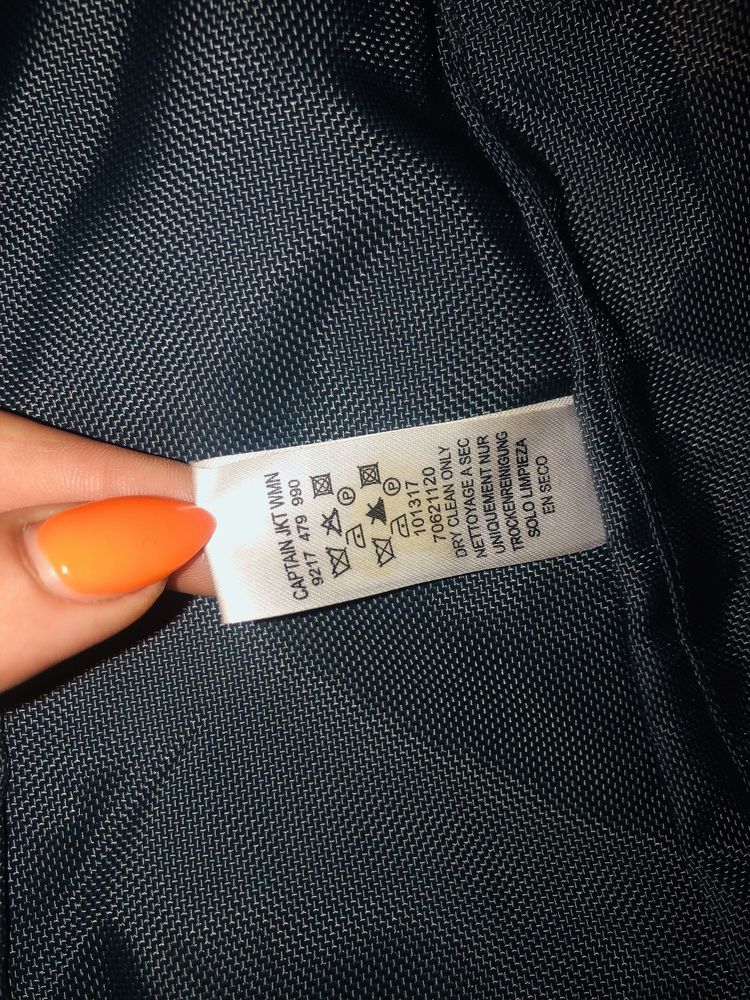 CAPTAIN JKT WMN
9217 479 990
P
P
101317
70621120
DRY CLEAN ONLY
NETTOYAGE A SEC
UNIQUEMENT NUR
TROCKENREINIGUNG
SOLO LIMPIEZA
EN SECO